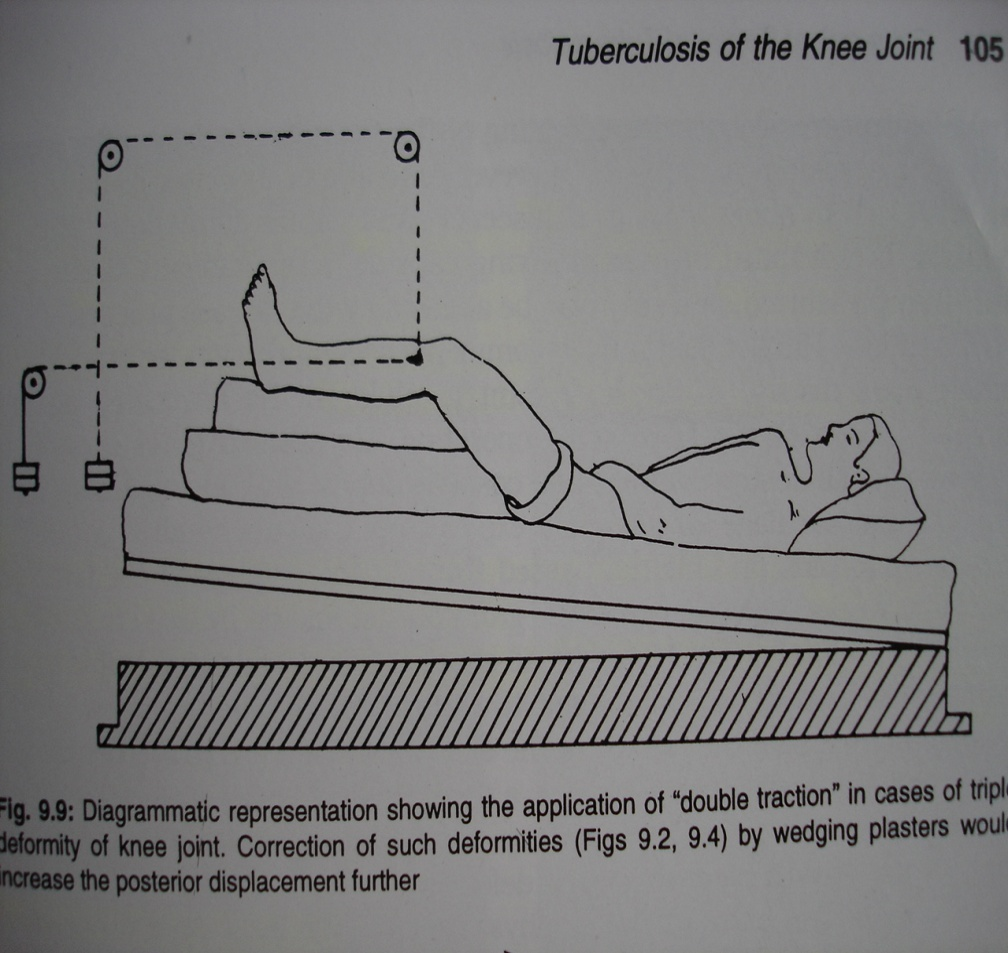 Tuberculosis of the Knee Joint 105
Fig. 9.9: Diagrammatic representation showing the application of “double traction” in cases of tripl
deformity of knee joint. Correction of such deformities (Figs 9.2, 9.4) by wedging plasters woul
increase the posterior displacement further